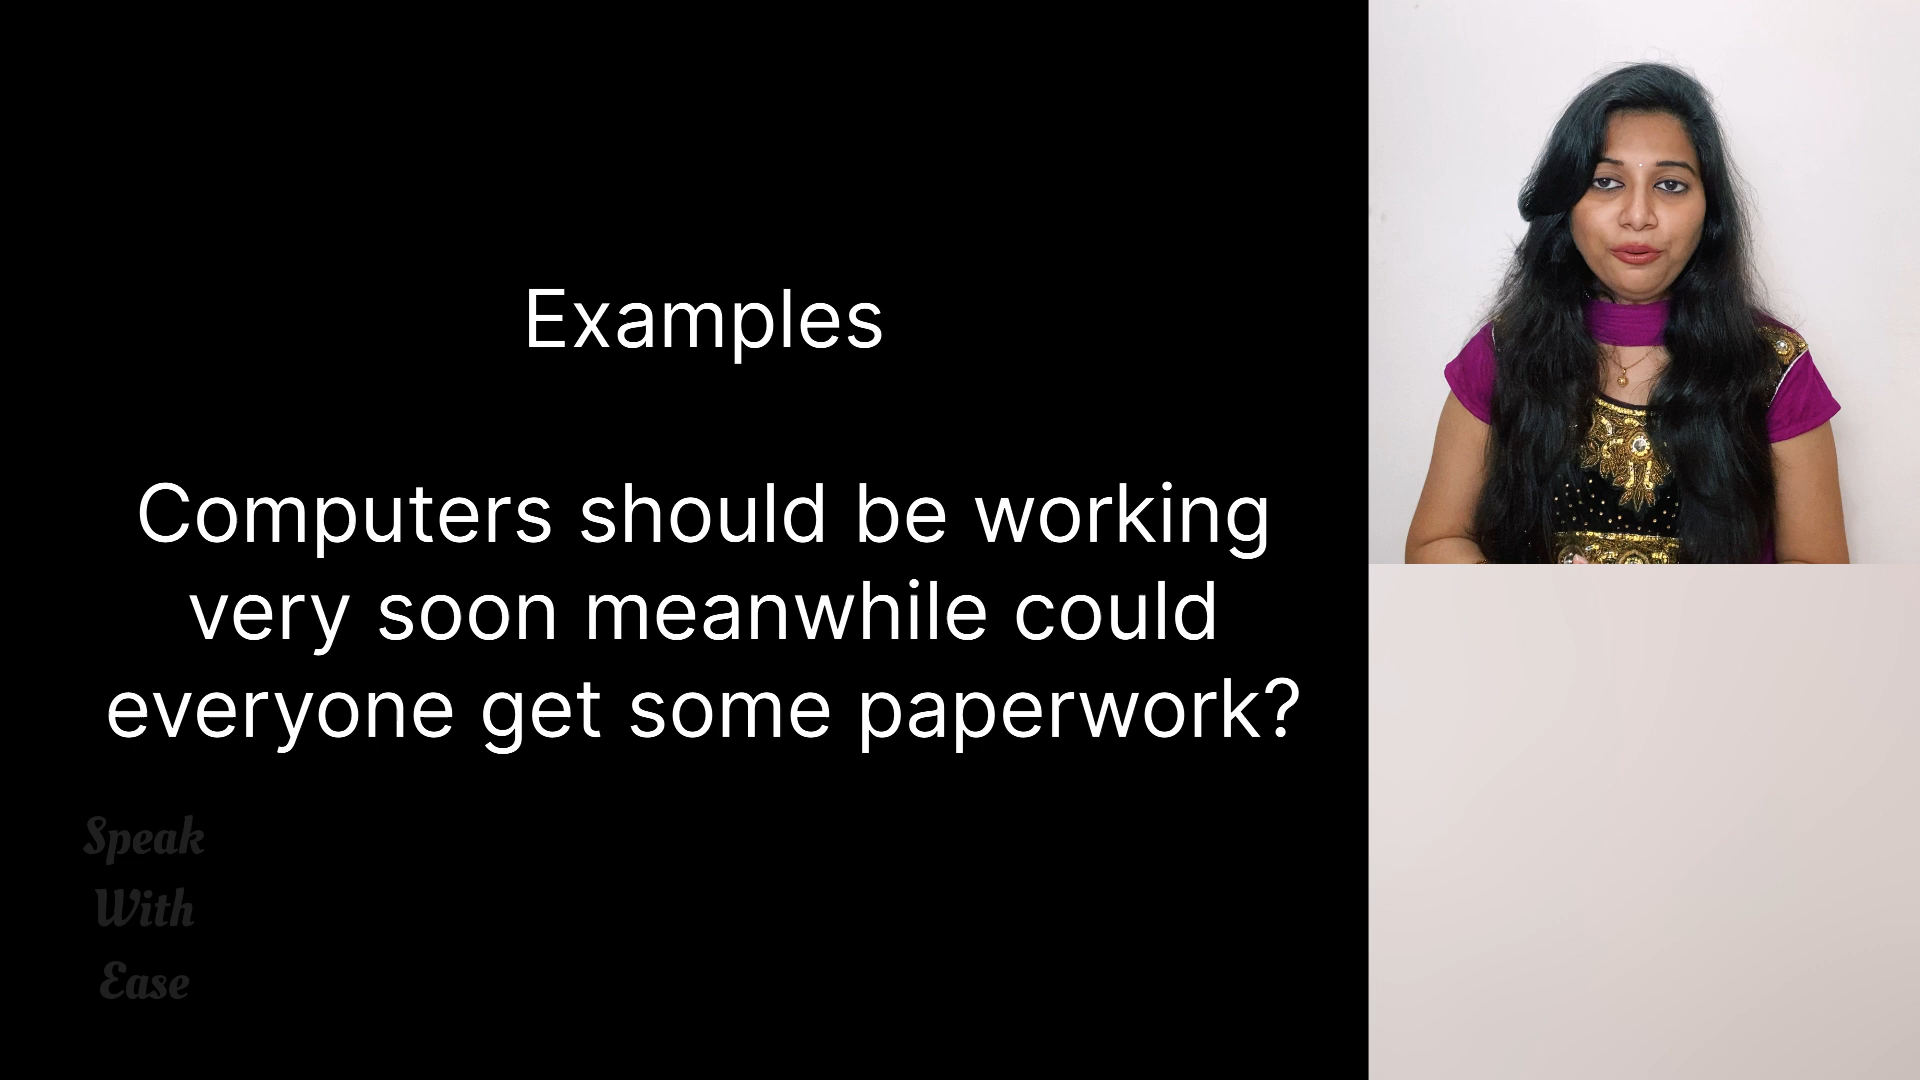 Examples
Computers should be working
very soon meanwhile could
everyone get some paperwork?
Speak
With
Ease